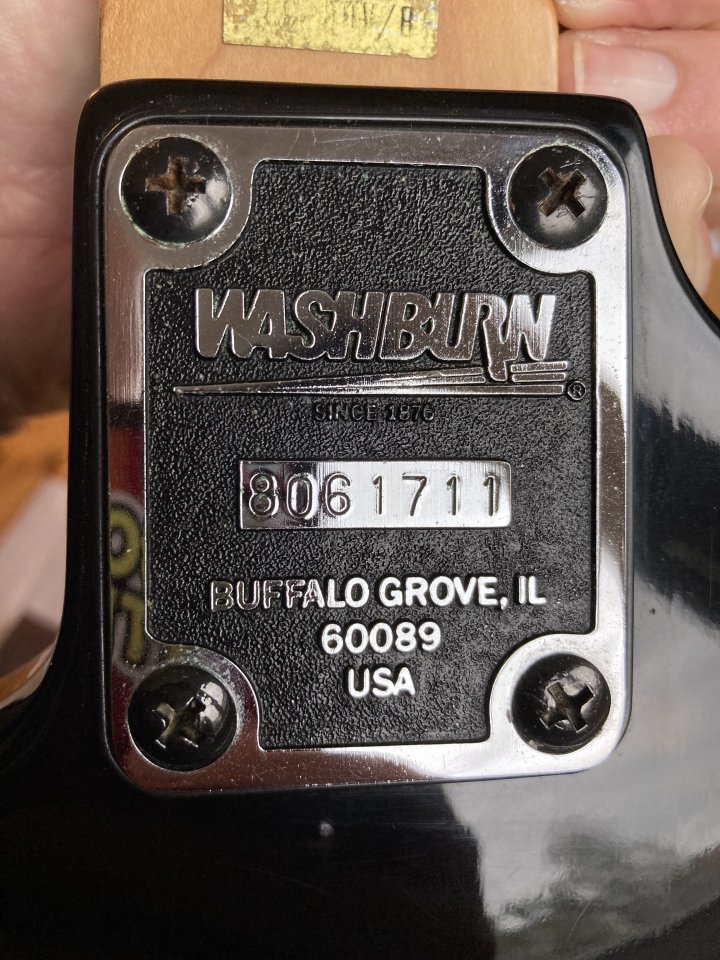 WASHBURN
®
SINCE 1876
8061711
BUFFALO GROVE, IL
60089
USA